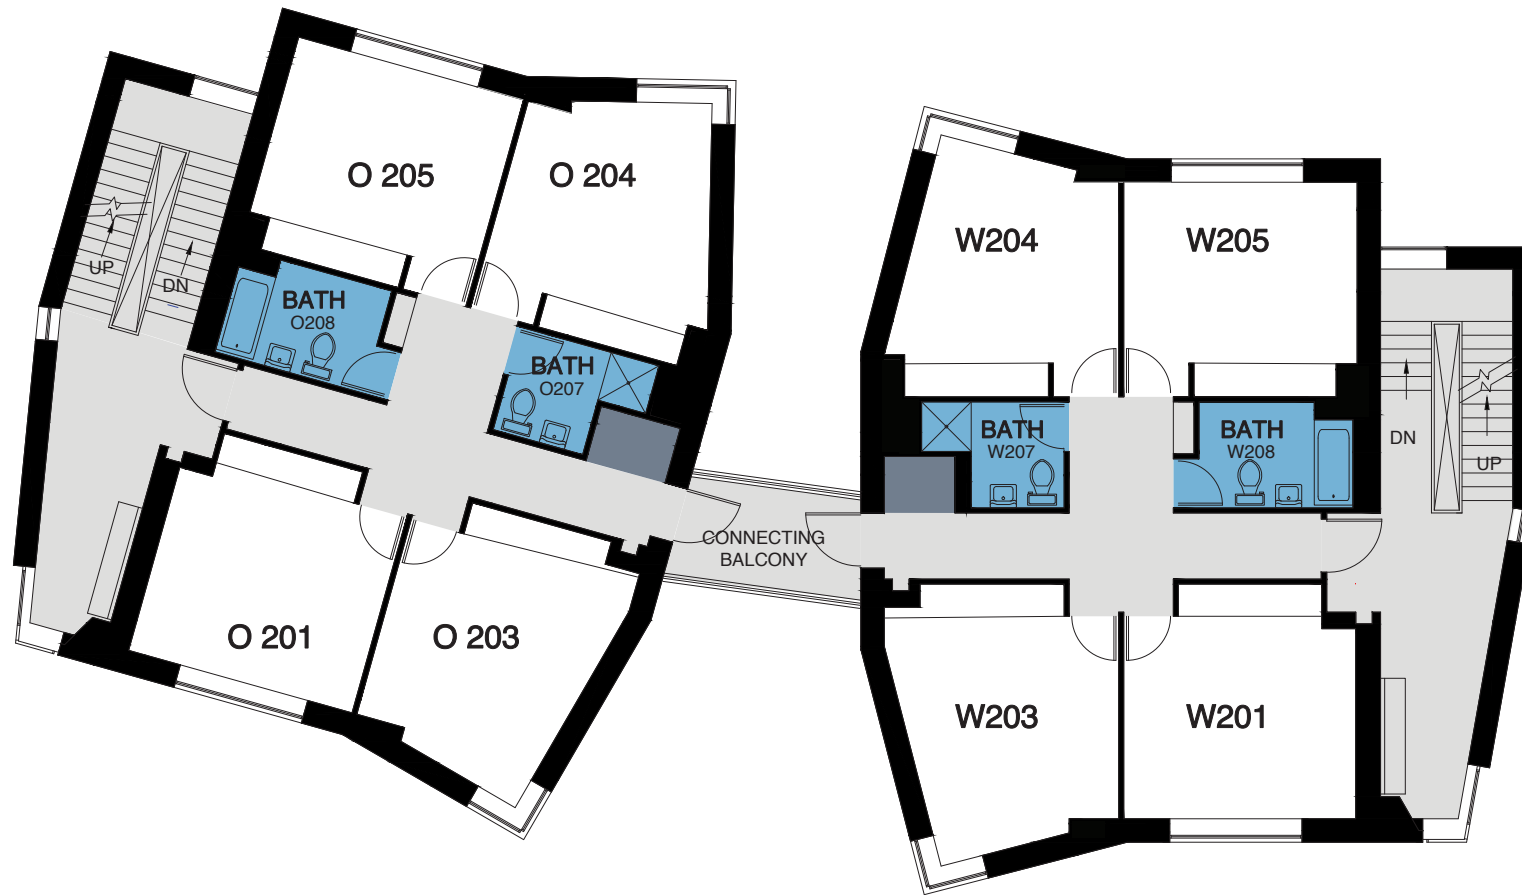 O 205
O 204
UP
DN
BATH
O208
BATH
O207
O 201
O 203
CONNECTING
BALCONY
W204
W205
BATH
W207
BATH
W208
DN
UP
W203
W201